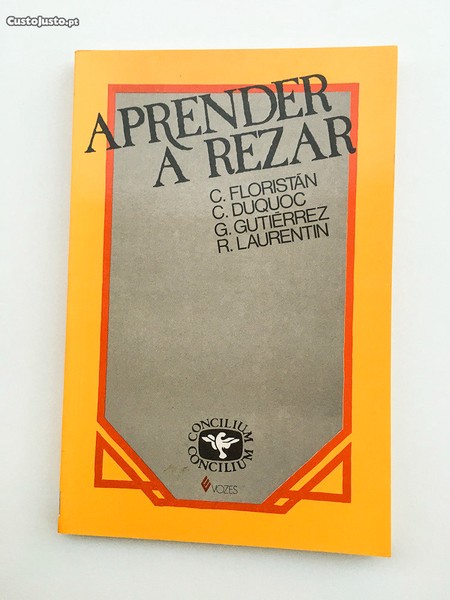 CustoJusto.pt
APRENDER
A REZAR
C. FLORISTÁN
C. DUQUOC
G. GUTIÉRREZ
R. LAURENTIN
CONCILIUM
CONCILIUM
VOZES